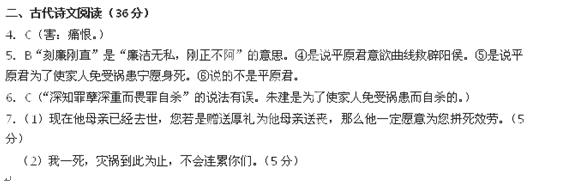 二、古代诗文阅读（36分）
4．C（害：痛恨。）
5．B“刻廉刚直”是“廉洁无私，刚正不阿”的意思。④是说平原君意欲曲线救辟阳侯。⑤是说平
原君为了使家人免受祸患宁愿身死。⑥说的不是平原君。
6．C（“深知罪孽深重而畏罪自杀”的说法有误。朱建是为了使家人免受祸患而自杀的。）
7．（1）现在他母亲已经去世，您若是赠送厚礼为他母亲送丧，那么他一定愿意为您拼死效劳。（5
分）
（2）我一死，灾祸到此为止，不会连累你们。（5分）